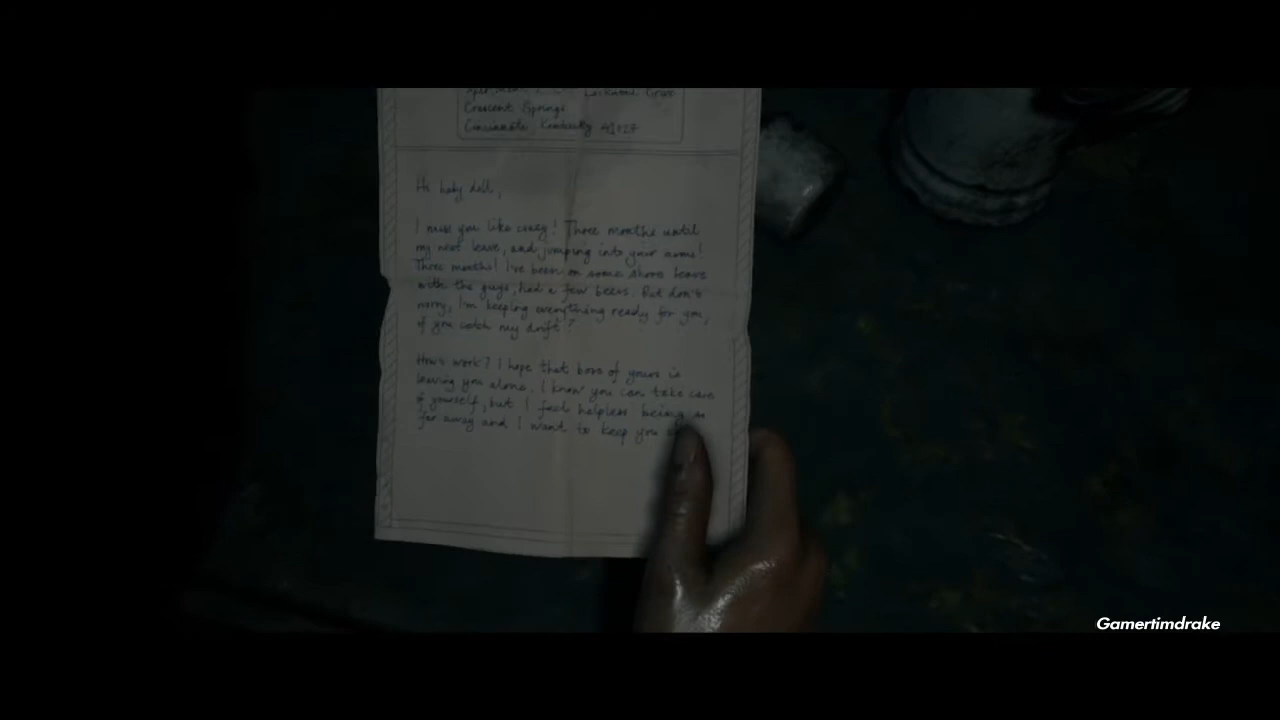 Crescent Springs
Cincinnate Kentucky 41027
Hi baby doll,
I miss you like crazy! Three months until
my next leave, and jumping into your arms!
Three months! I've been on some shore leave
with the guys, had a few beers. But don't
worry, I'm keeping everything ready for you,
if you catch my drift?
How's work? I hope that boss of yours is
leaving you alone. I know you can take care
of yourself, but I feel helpless being so
far away and I want to keep you
Gamertimdrake